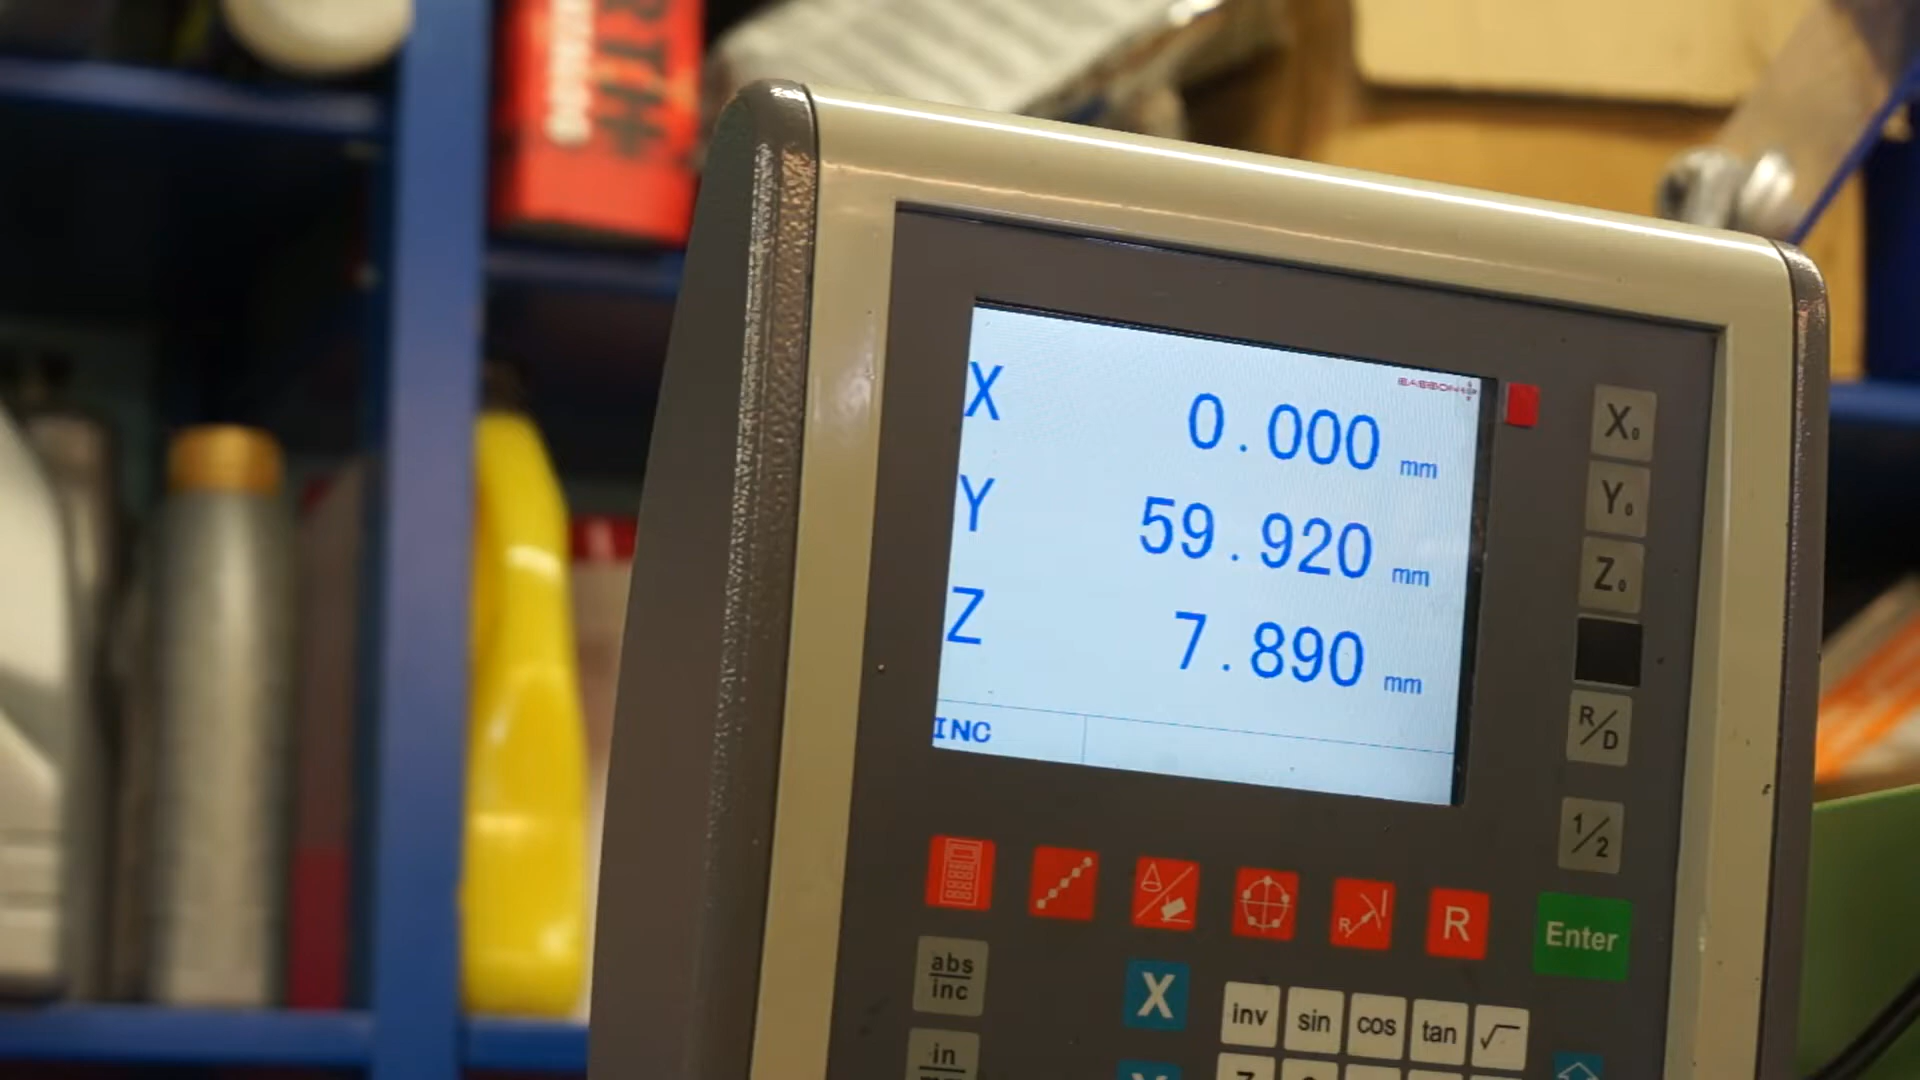 X 0.000 mm
Y 59.920 mm
Z 7.890 mm
INC
X0
Y0
Z0
R/D
1/2
R
R
Enter
abs
inc
X
inv sin cos tan √
in